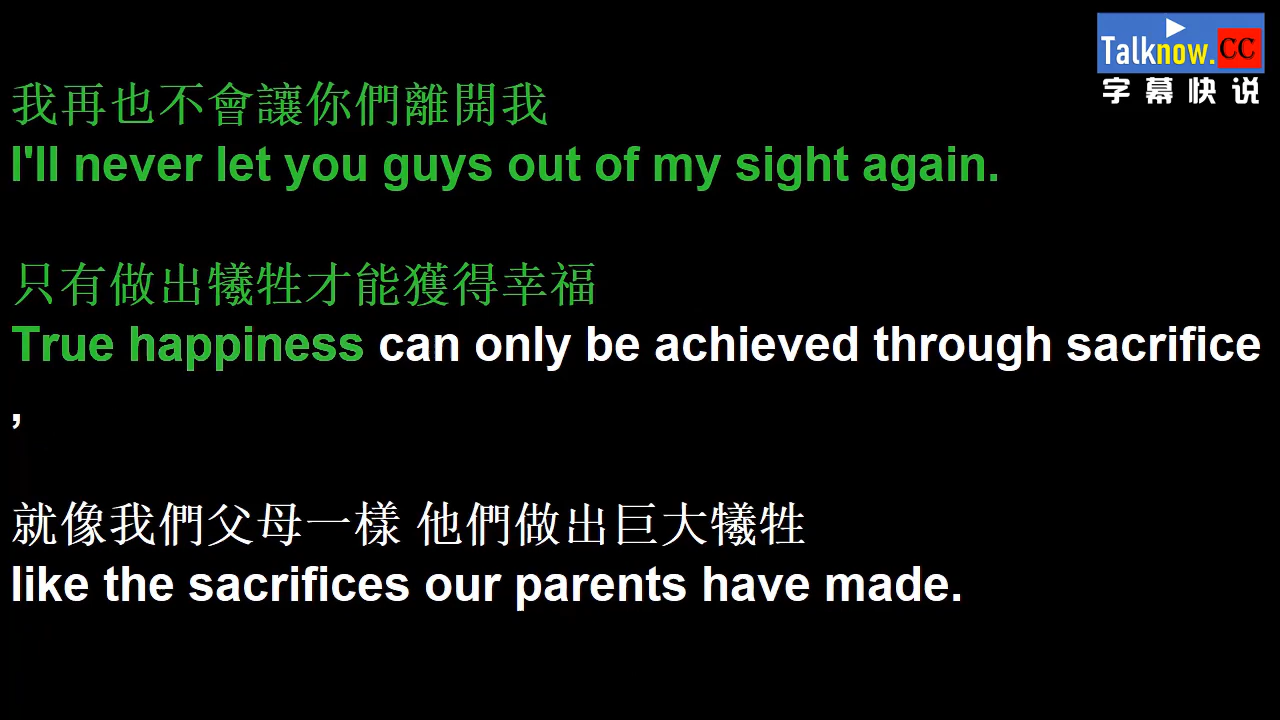 Talknow.CC
字幕快说
我再也不會讓你們離開我
I'll never let you guys out of my sight again.
只有做出犧牲才能獲得幸福
True happiness can only be achieved through sacrifice
,
就像我們父母一樣 他們做出巨大犧牲
like the sacrifices our parents have made.